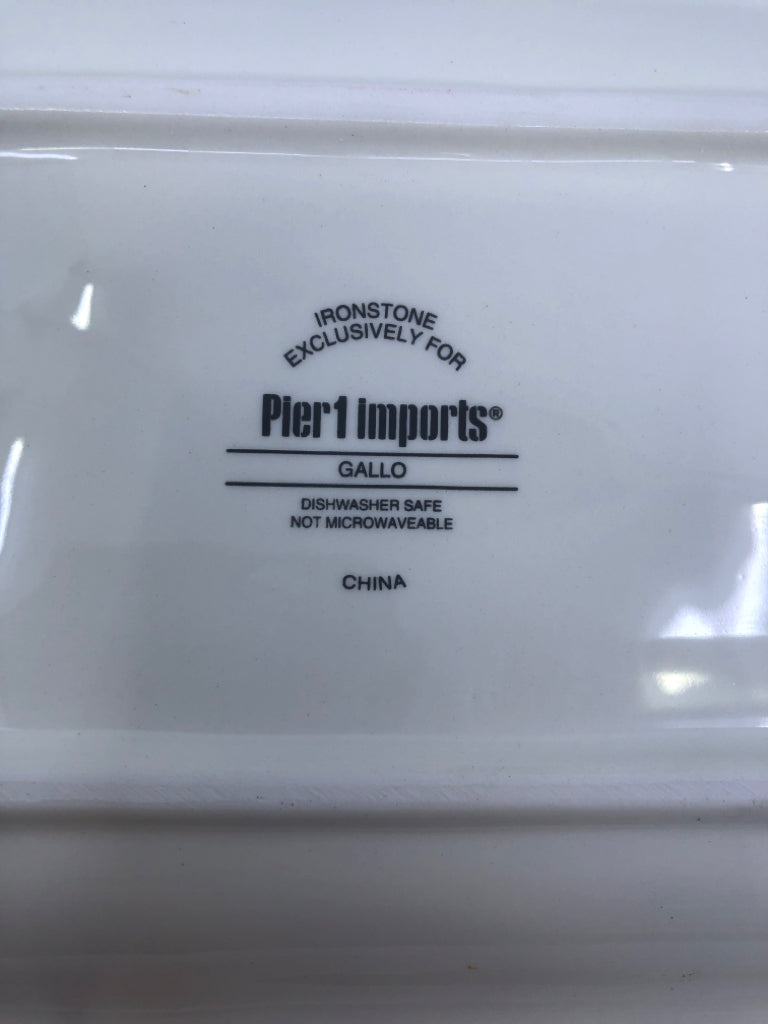 IRONSTONE
EXCLUSIVELY FOR
Pier1 imports®
GALLO
DISHWASHER SAFE
NOT MICROWAVEABLE
CHINA